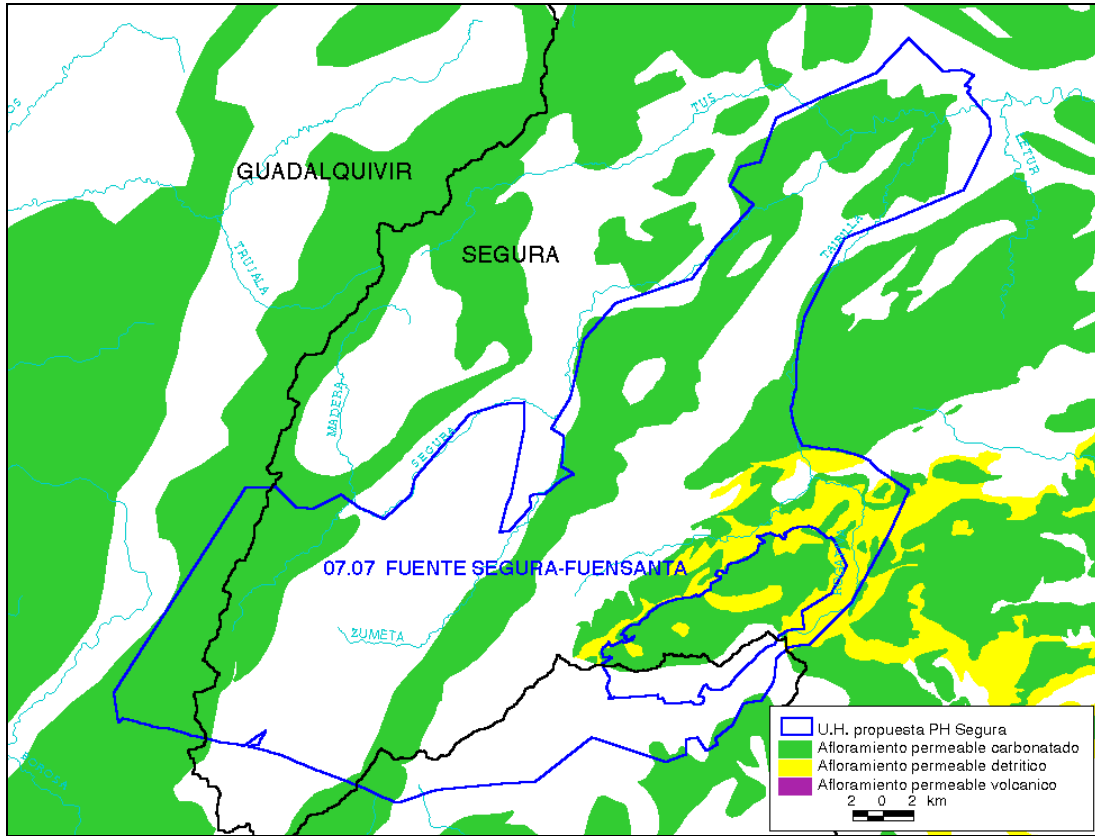 TUS
LETUR
GUADALQUIVIR
TRUJALA
SEGURA
TAIBILLA
MADERA
SEGURA
07.07 FUENTE SEGURA-FUENSANTA
ZUMETA
U.H. propuesta PH Segura
Afloramiento permeable carbonatado
Afloramiento permeable detritico
Afloramiento permeable volcanico
2 0 2 km